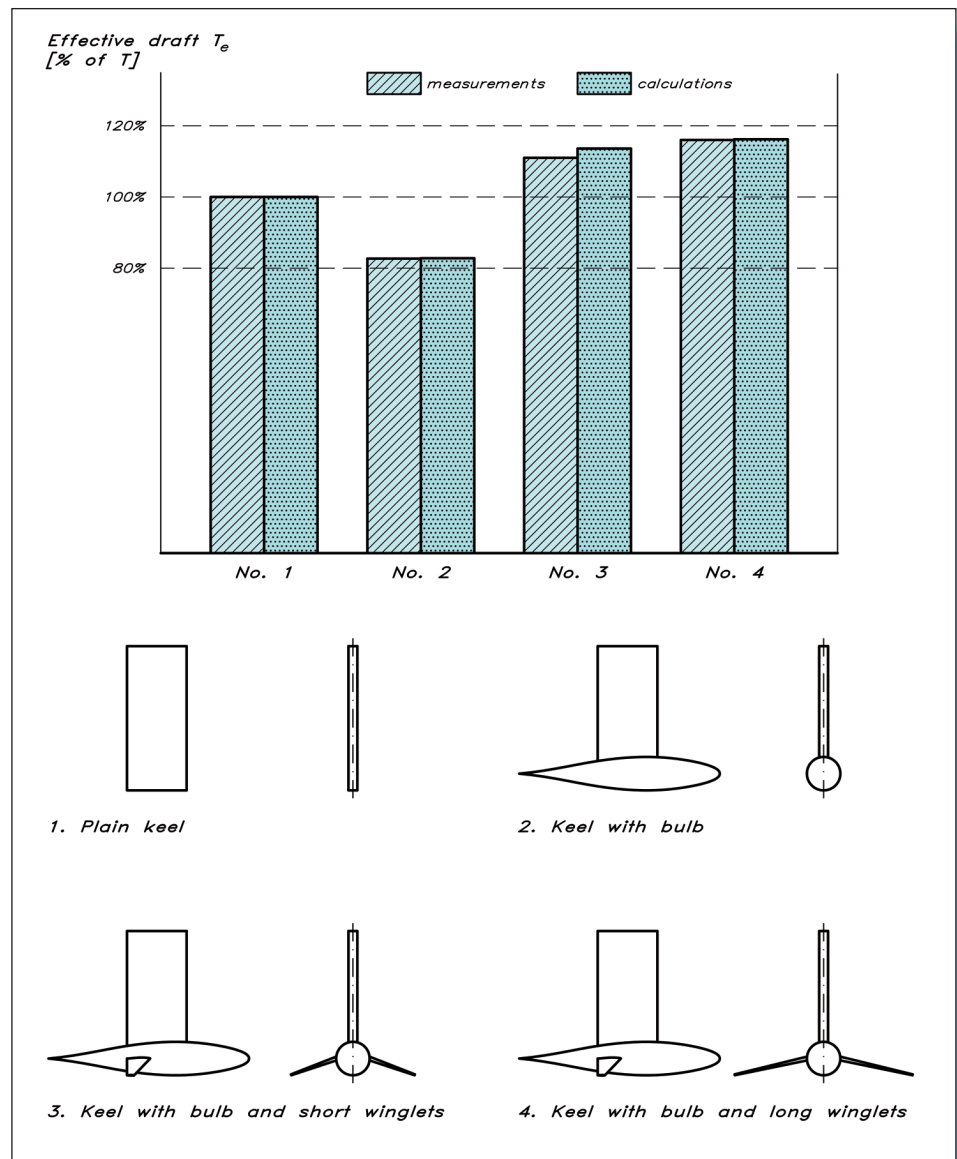 Effective draft Te
[% of T]
measurements
calculations
120%
100%
80%
No. 1
No. 2
No. 3
No. 4
1. Plain keel
2. Keel with bulb
3. Keel with bulb and short winglets
4. Keel with bulb and long winglets